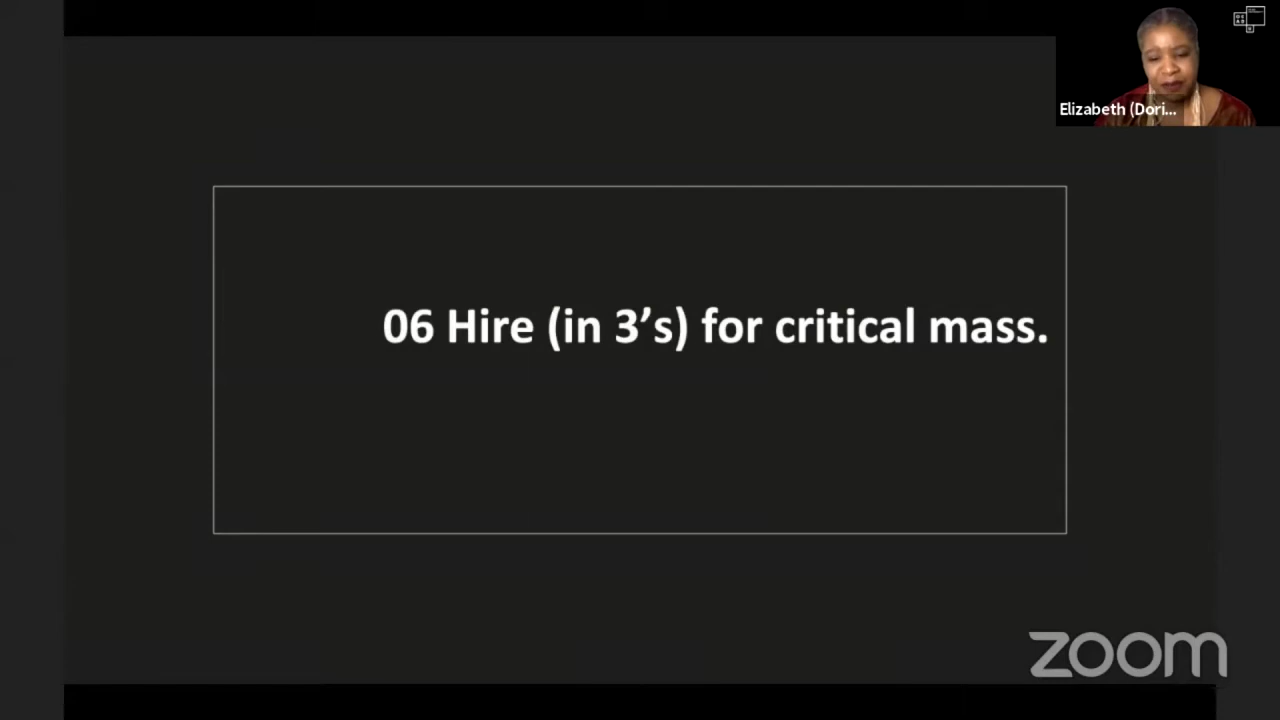 Elizabeth (Dori...
06 Hire (in 3’s) for critical mass.
zoom